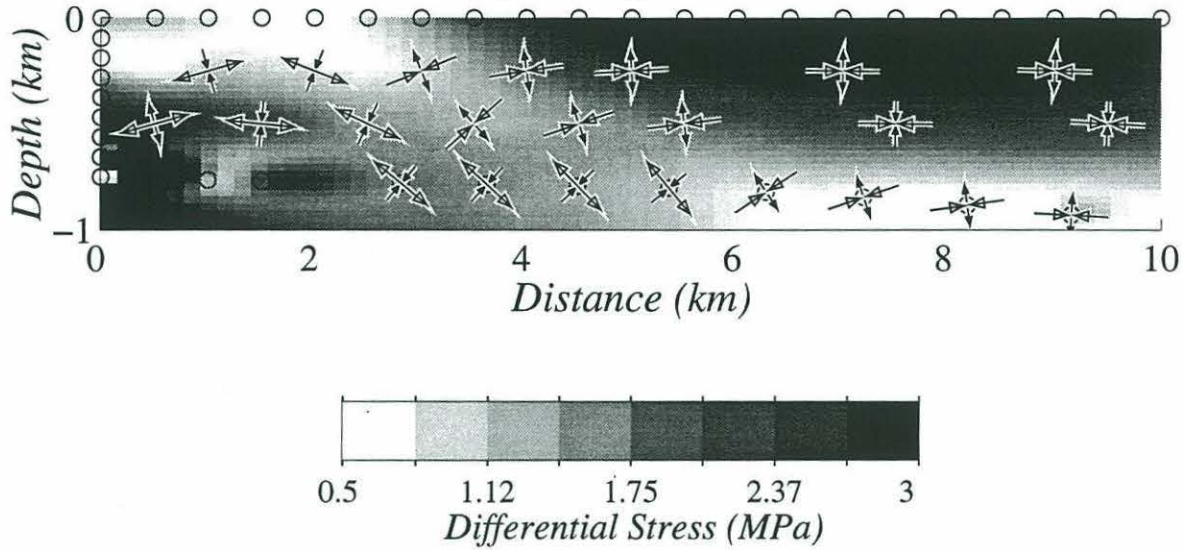 0
Depth (km)
−1
0 2 4 6 8 10
Distance (km)
0.5 1.12 1.75 2.37 3
Differential Stress (MPa)